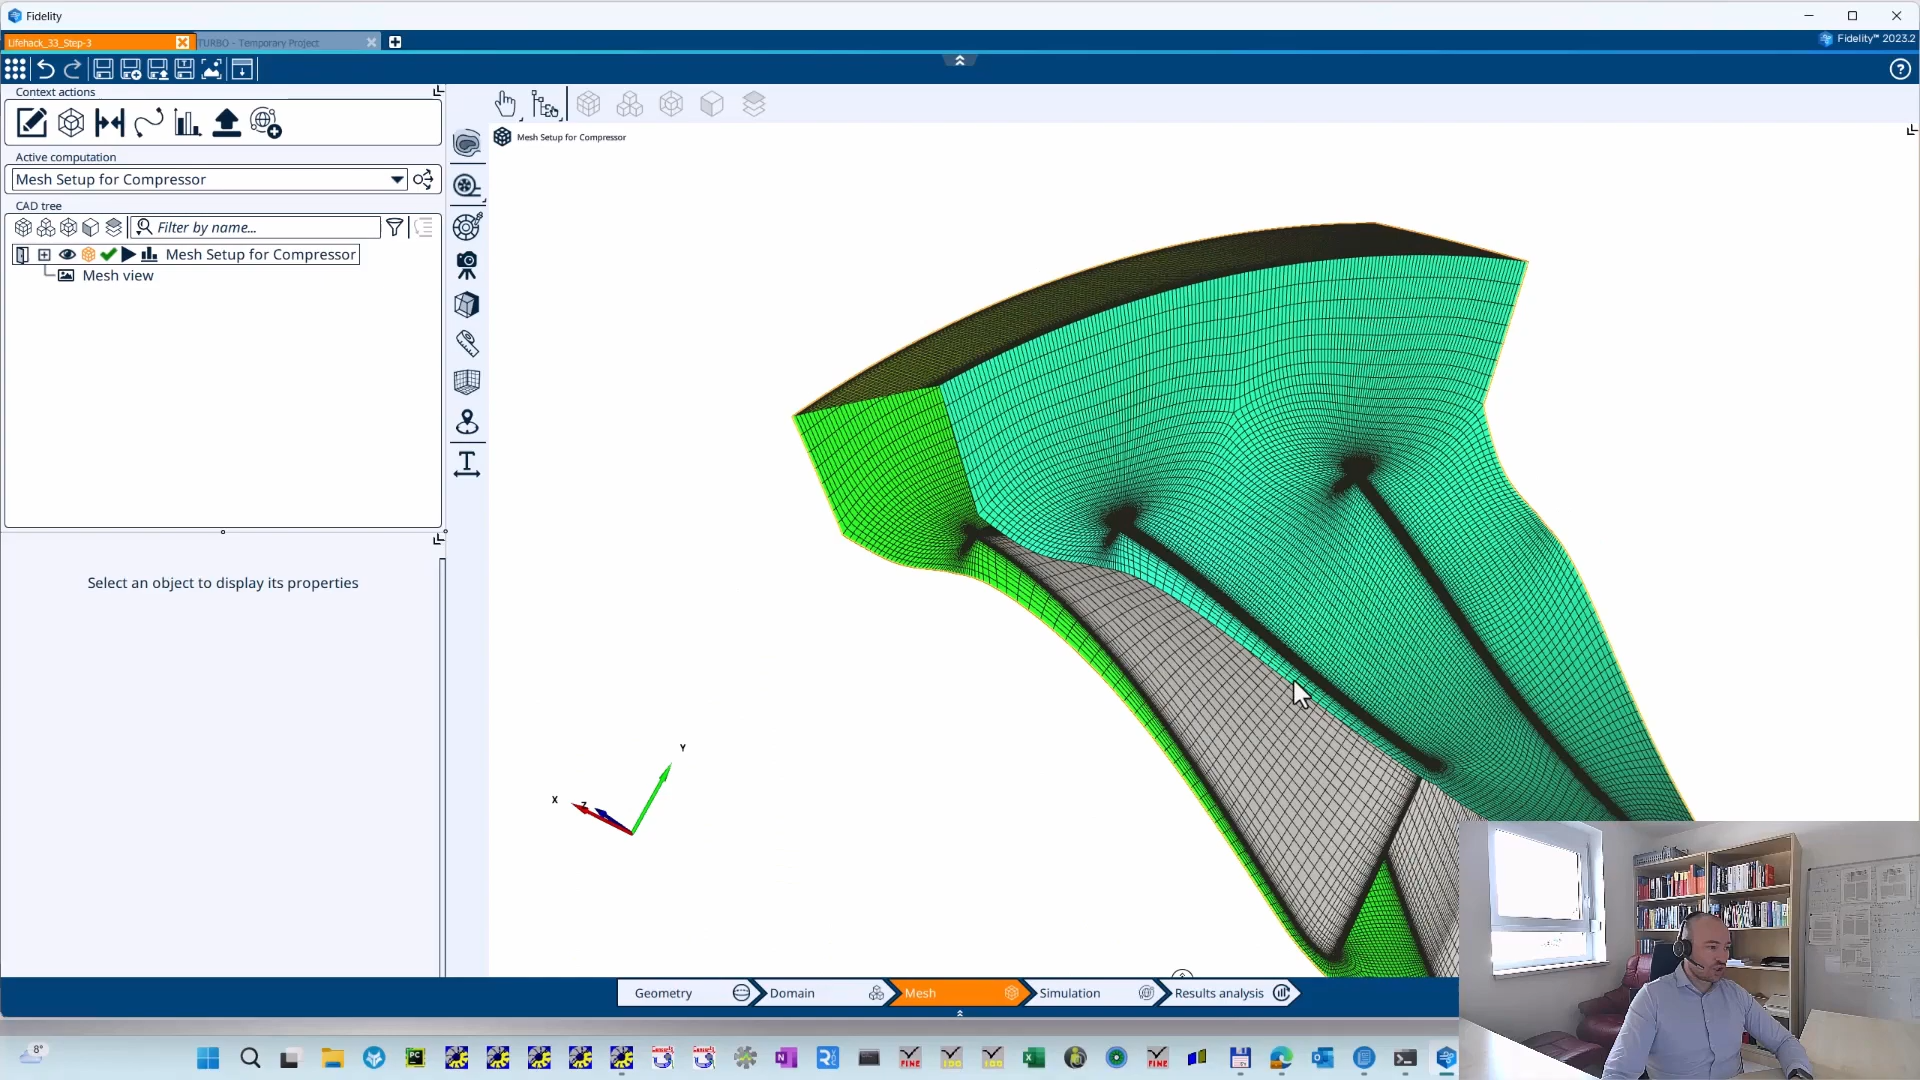 Fidelity
Lifehack_33_Step-3
TURBO - Temporary Project
Fidelity™ 2023.2
Context actions
Active computation
Mesh Setup for Compressor
CAD tree
Filter by name...
Mesh Setup for Compressor
Mesh view
Select an object to display its properties
Mesh Setup for Compressor
Y
X
Z
Geometry
Domain
Mesh
Simulation
Results analysis
8°